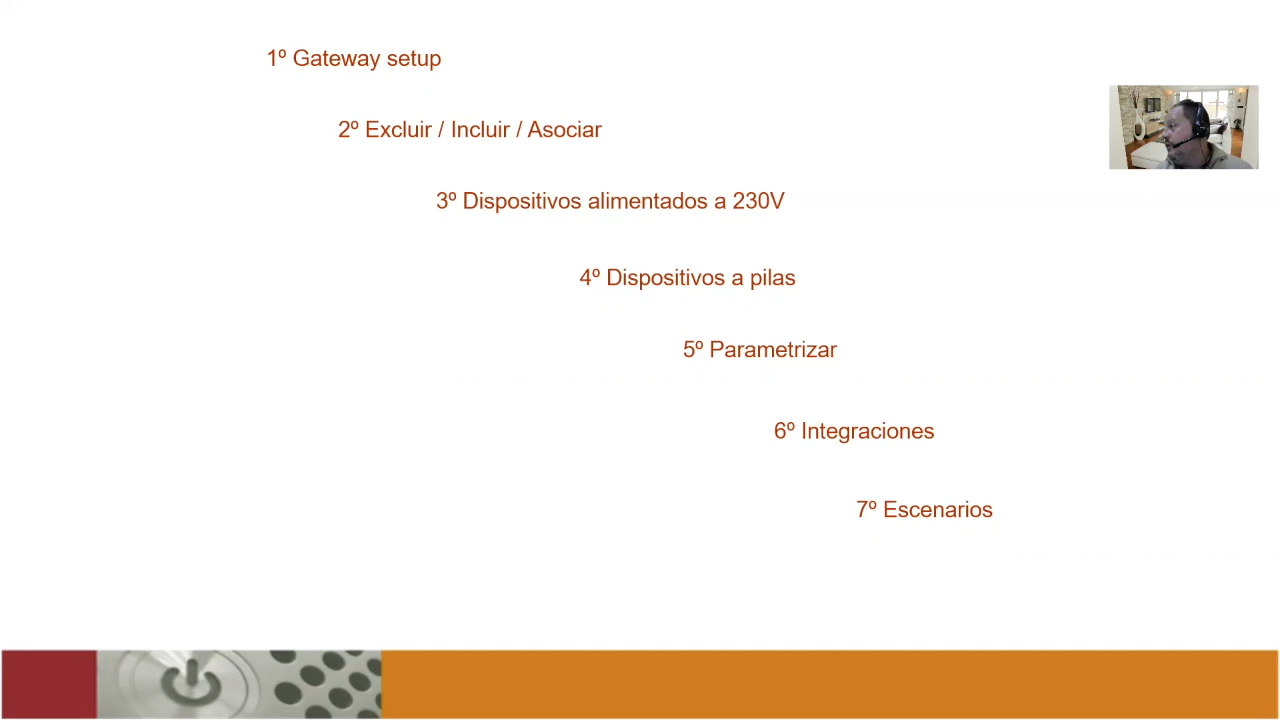 1º Gateway setup
2º Excluir / Incluir / Asociar
3º Dispositivos alimentados a 230V
4º Dispositivos a pilas
5º Parametrizar
6º Integraciones
7º Escenarios